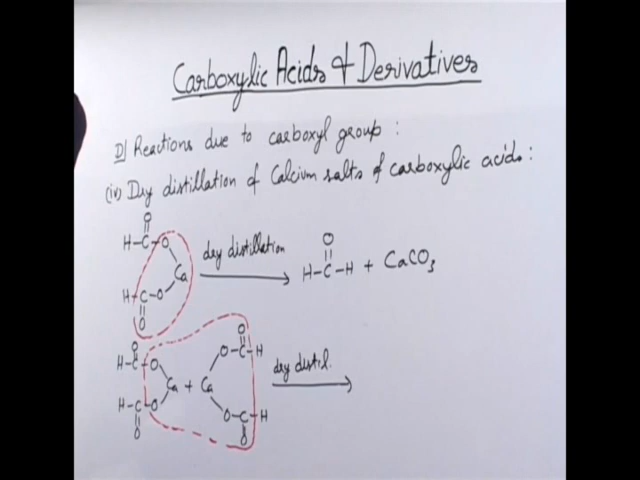 Carboxylic Acids & Derivatives
D) Reactions due to carboxyl group :
(iv) Dry distillation of Calcium salts of carboxylic acids :
O
H-C-O
Ca
dry distillation
O
H-C-H + CaCO3
H-C-O
O
O
H-C-O
Ca + Ca
O
O-C-H
dry distil.
H-C-O
O
O-C-H
O